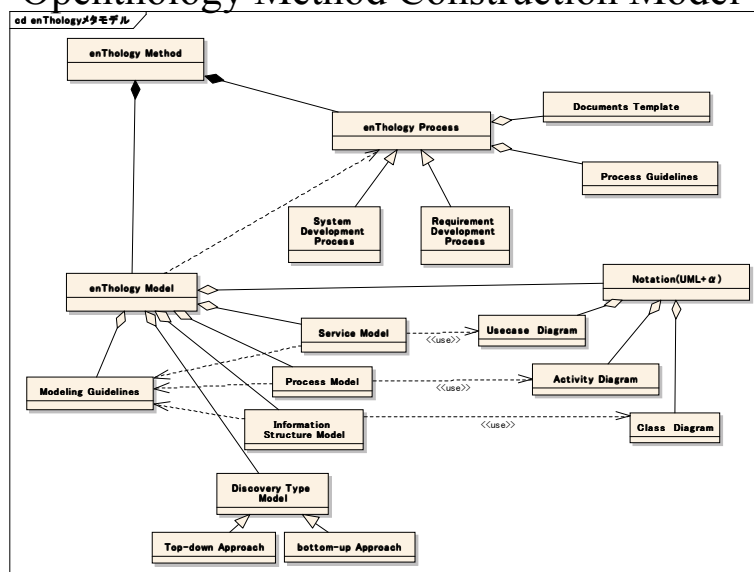 Openthology Method Construction Model
cd enThologyメタモデル
enThology Method
enThology Process
Documents Template
Process Guidelines
System
Development
Process
Requirement
Development
Process
enThology Model
Notation(UML+α)
Service Model
<<use>>
Usecase Diagram
Modeling Guidelines
Process Model
<<use>>
Activity Diagram
Information
Structure Model
<<use>>
Class Diagram
Discovery Type
Model
Top-down Approach
bottom-up Approach